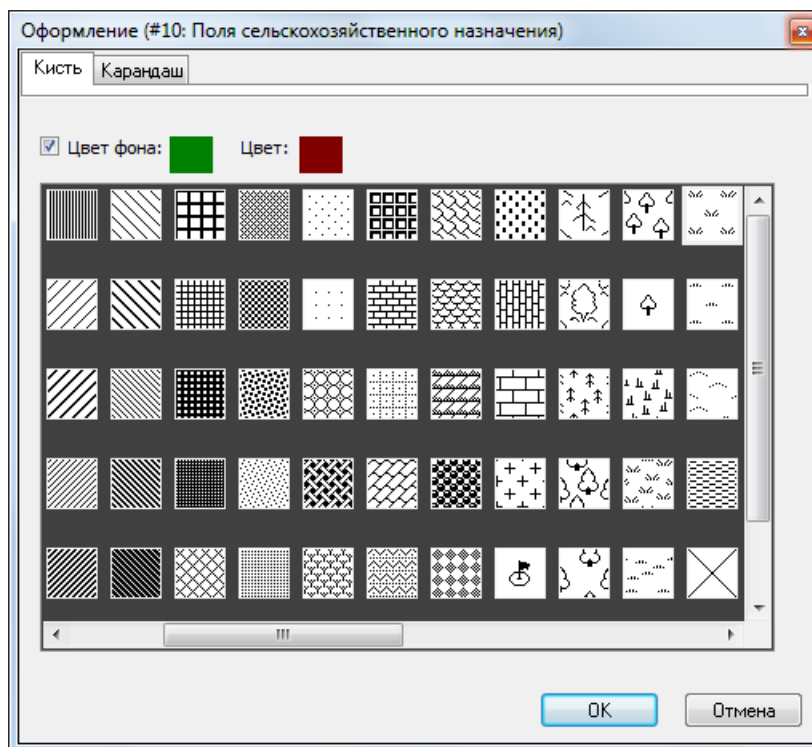 Оформление (#10: Поля сельскохозяйственного назначения)
Кисть Карандаш
Цвет фона: Цвет:
OK Отмена